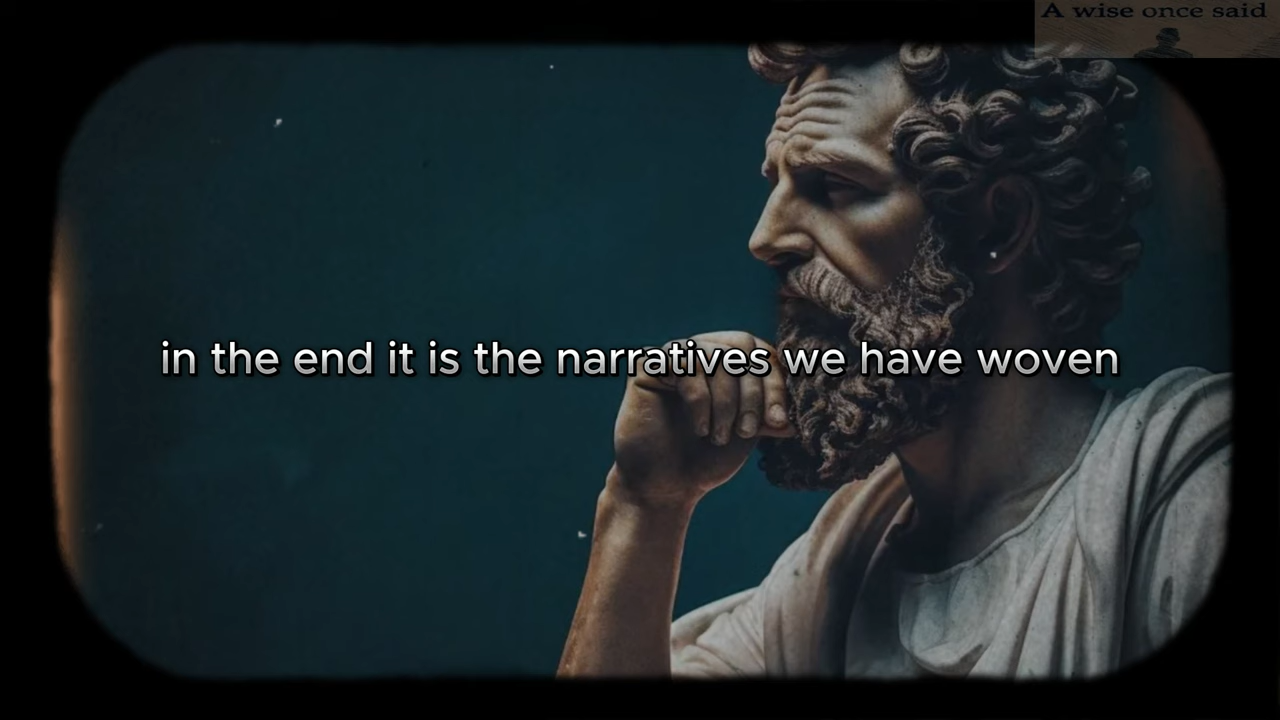 A wise once said
in the end it is the narratives we have woven